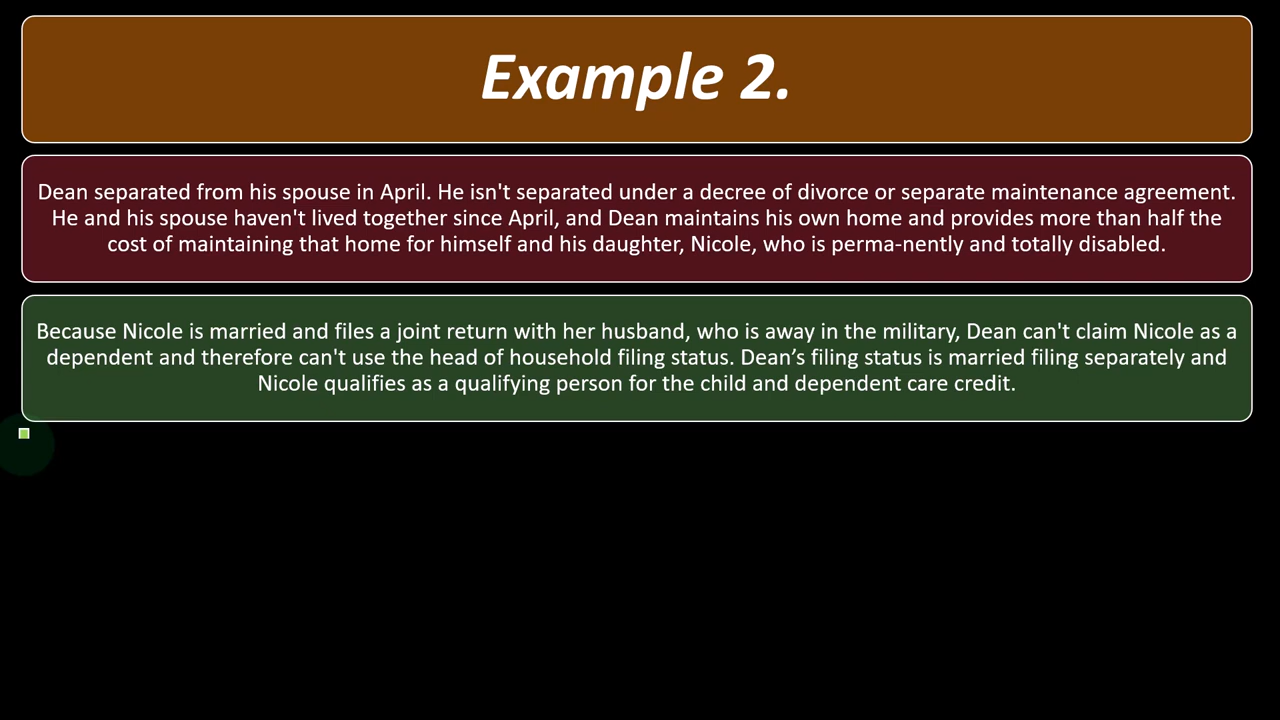 Example 2.
Dean separated from his spouse in April. He isn't separated under a decree of divorce or separate maintenance agreement.
He and his spouse haven't lived together since April, and Dean maintains his own home and provides more than half the
cost of maintaining that home for himself and his daughter, Nicole, who is perma-nently and totally disabled.
Because Nicole is married and files a joint return with her husband, who is away in the military, Dean can't claim Nicole as a
dependent and therefore can't use the head of household filing status. Dean’s filing status is married filing separately and
Nicole qualifies as a qualifying person for the child and dependent care credit.